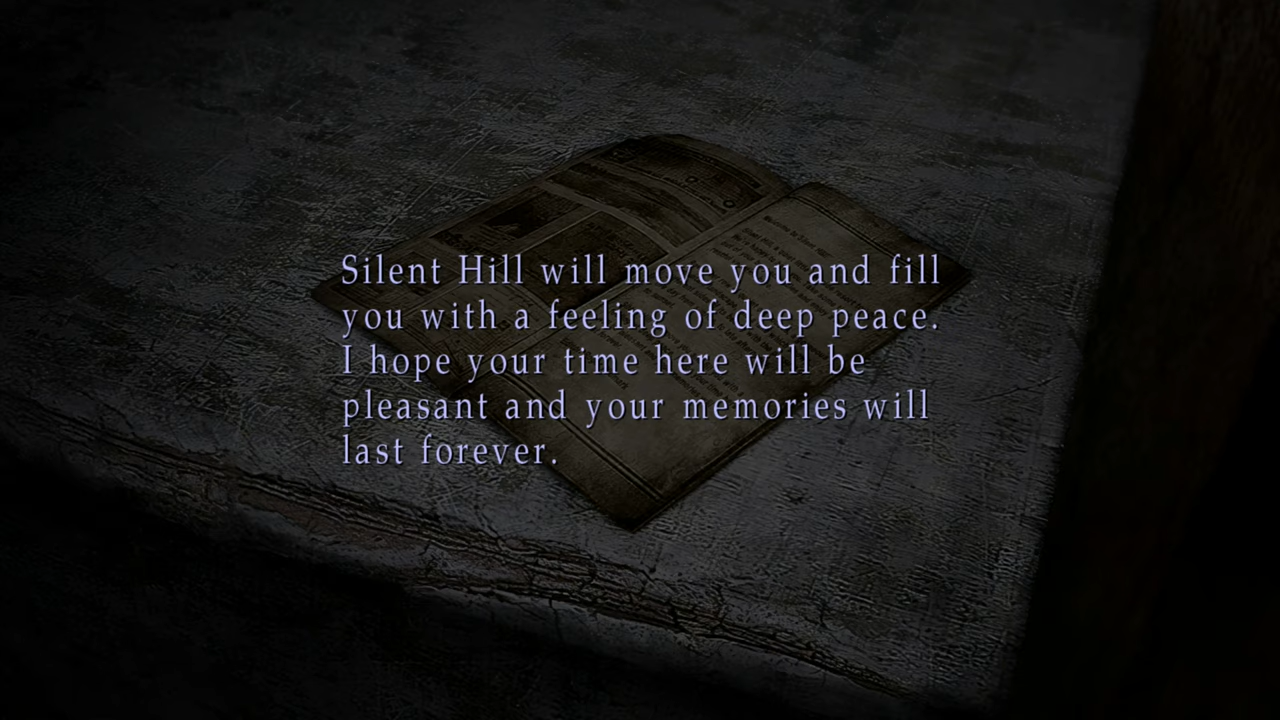 Silent Hill will move you and fill
you with a feeling of deep peace.
I hope your time here will be
pleasant and your memories will
last forever.